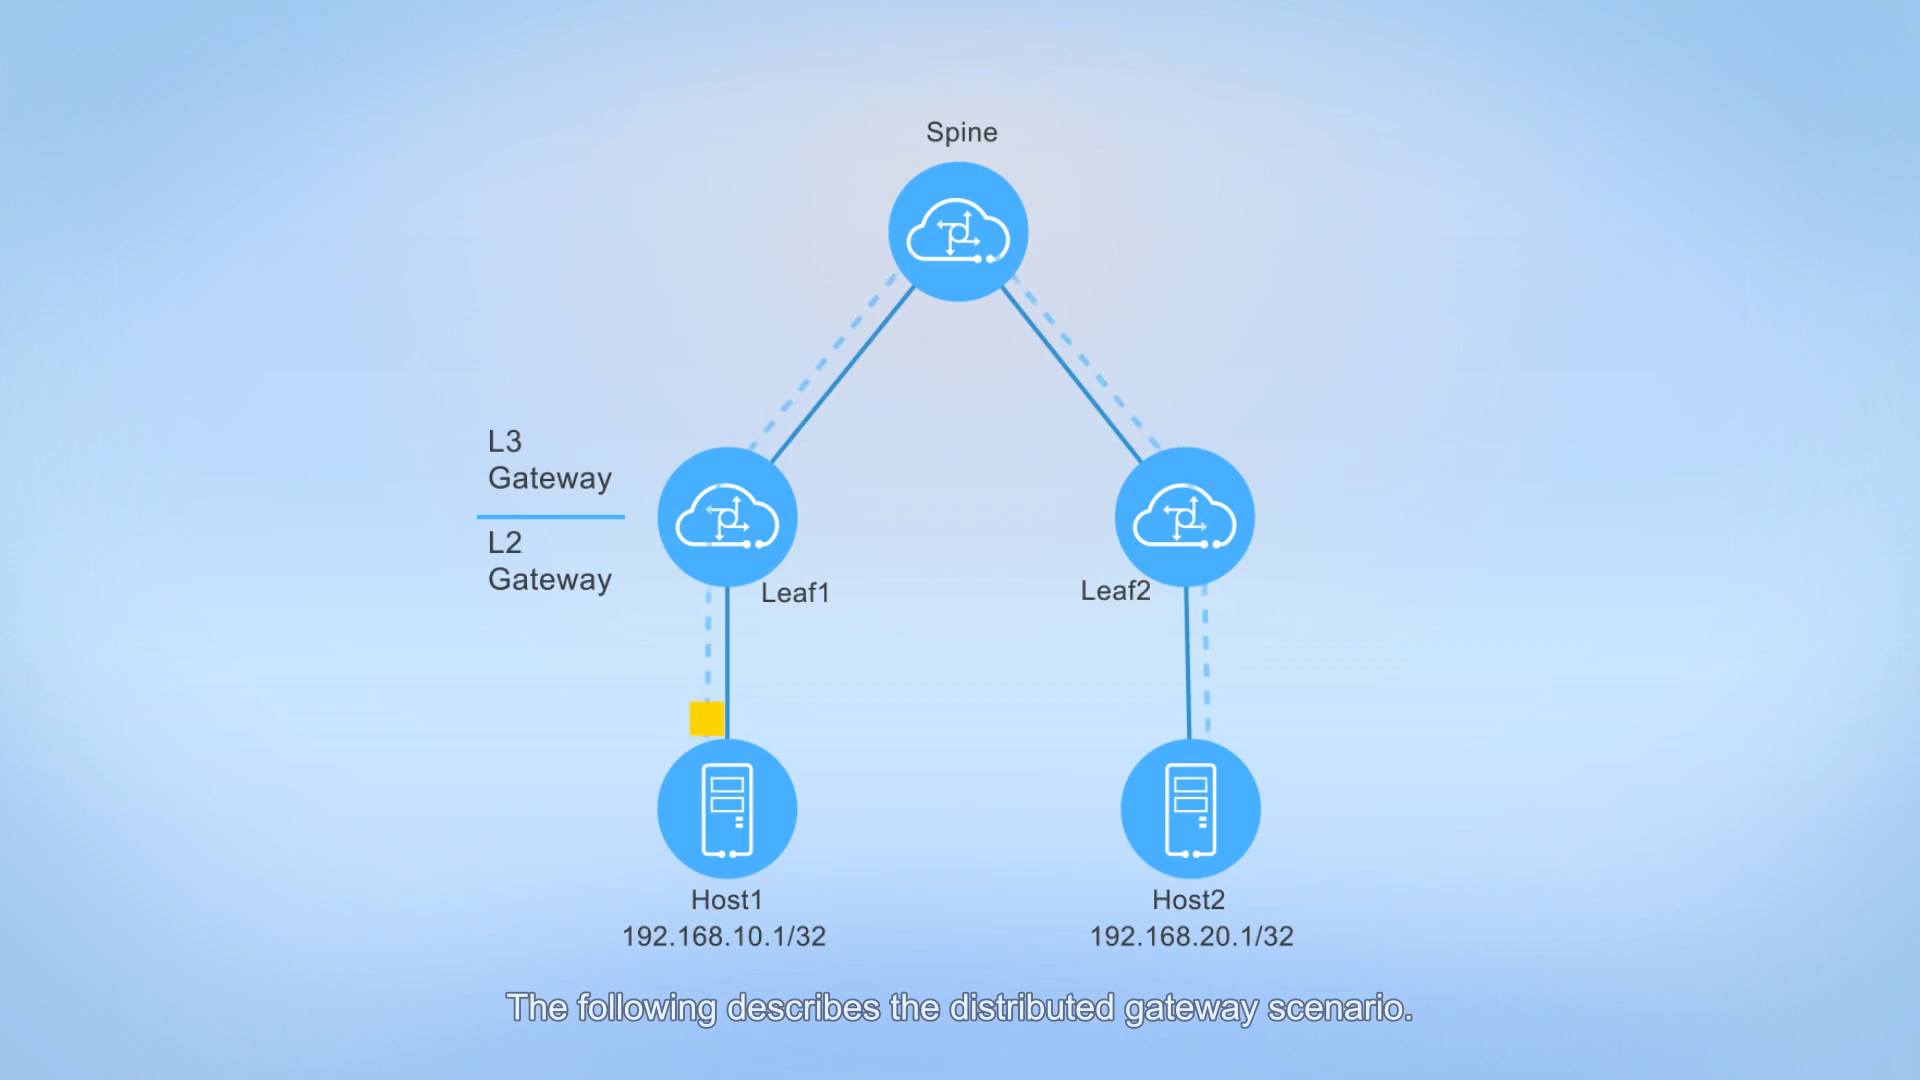 Spine
L3
Gateway
L2
Gateway
Leaf1
Leaf2
Host1
192.168.10.1/32
Host2
192.168.20.1/32
The following describes the distributed gateway scenario.